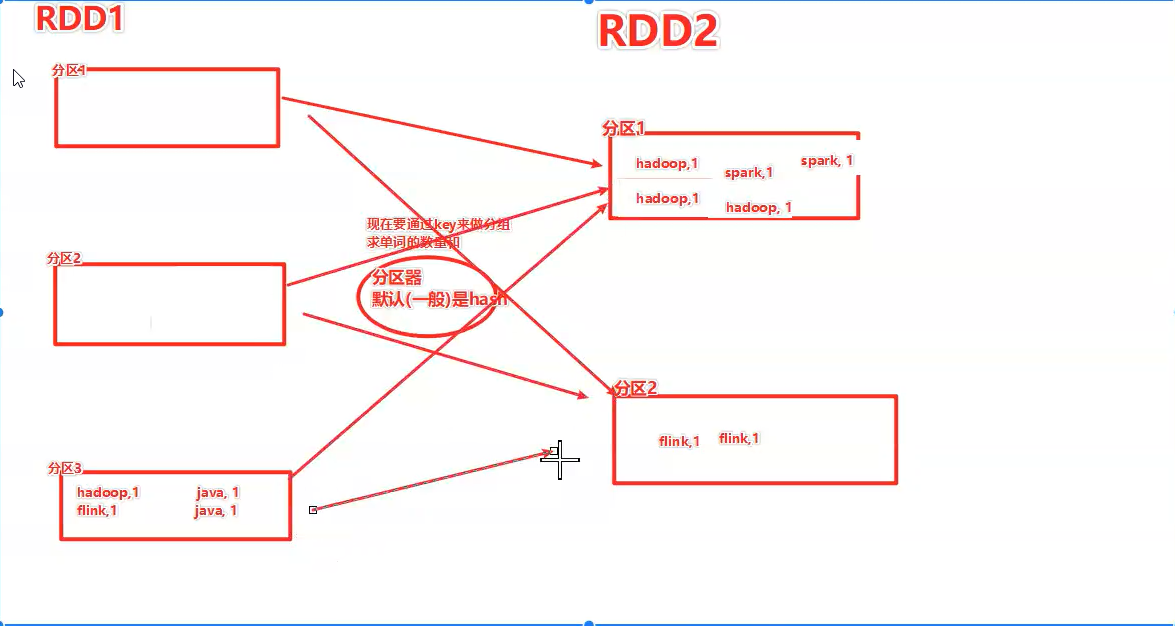 RDD1
RDD2
分区1
分区1
hadoop,1
spark,1
spark, 1
hadoop,1
hadoop, 1
现在要通过key来做分组
求单词的数量和
分区2
分区器
默认(一般)是hash
分区2
flink,1
flink,1
分区3
hadoop,1
java, 1
flink,1
java, 1